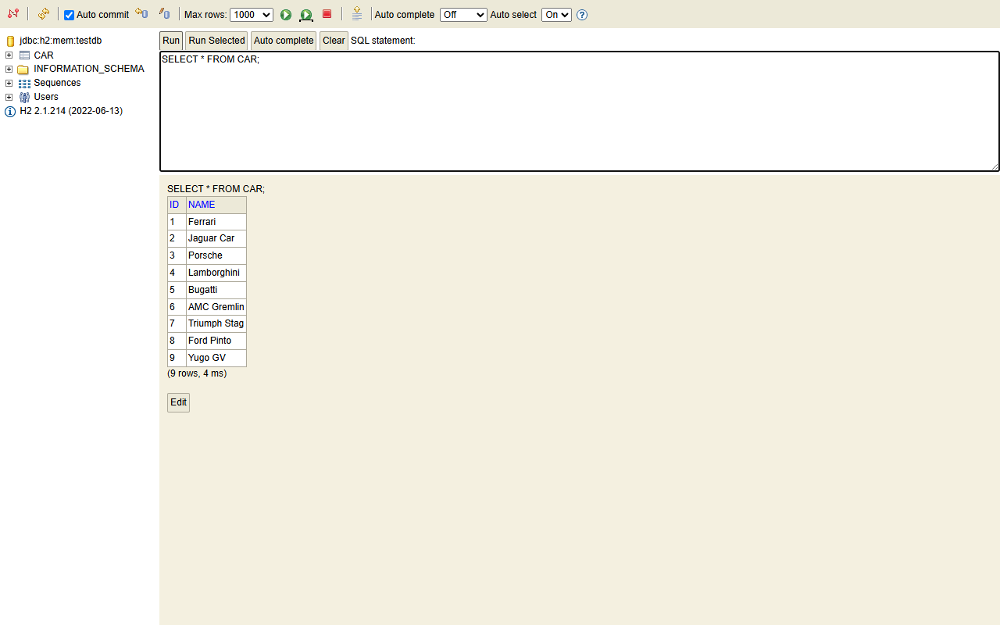 Auto commit Max rows: 1000 Auto complete Off Auto select On ?
jdbc:h2:mem:testdb
CAR
INFORMATION_SCHEMA
Sequences
Users
H2 2.1.214 (2022-06-13)
Run Run Selected Auto complete Clear SQL statement:
SELECT * FROM CAR;
SELECT * FROM CAR;
ID NAME
1 Ferrari
2 Jaguar Car
3 Porsche
4 Lamborghini
5 Bugatti
6 AMC Gremlin
7 Triumph Stag
8 Ford Pinto
9 Yugo GV
(9 rows, 4 ms)
Edit